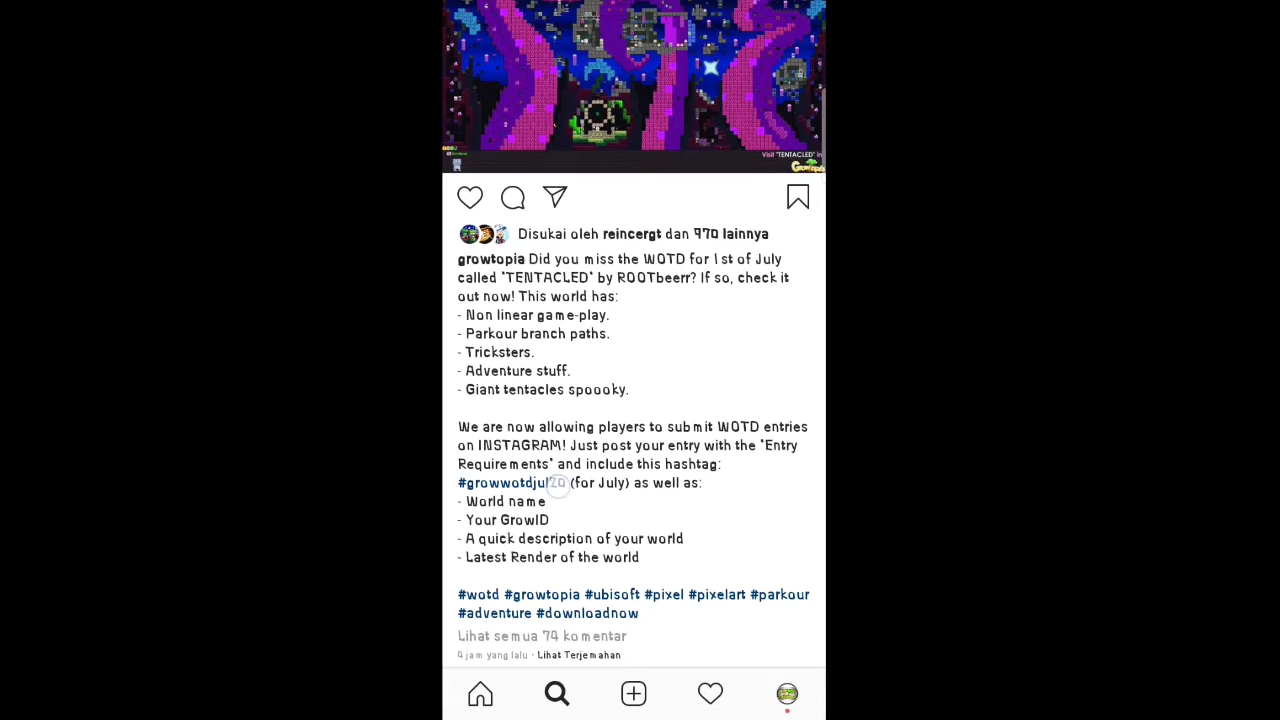 Visit "TENTACLED" in
Growtopia
Disukai oleh reincergt dan 970 lainnya
growtopia Did you miss the WOTD for 1st of July
called "TENTACLED" by ROOTbeerr? If so, check it
out now! This world has:
- Non linear game-play.
- Parkour branch paths.
- Tricksters.
- Adventure stuff.
- Giant tentacles spoooky.
We are now allowing players to submit WOTD entries
on INSTAGRAM! Just post your entry with the "Entry
Requirements" and include this hashtag:
#growwotdjul20 (for July) as well as:
- World name
- Your GrowID
- A quick description of your world
- Latest Render of the world
#wotd #growtopia #ubisoft #pixel #pixelart #parkour
#adventure #downloadnow
Lihat semua 74 komentar
4 jam yang lalu · Lihat Terjemahan